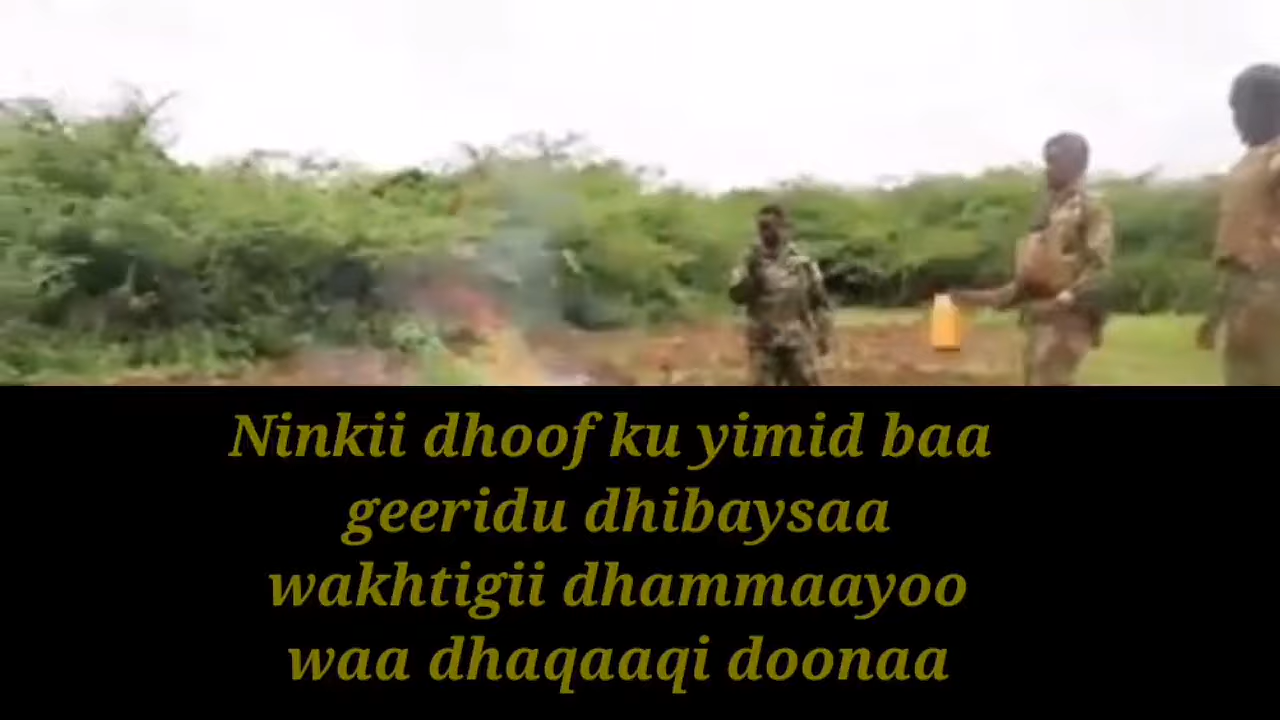 Ninkii dhoof ku yimid baa
geeridu dhibaysaa
wakhtigii dhammaayoo
waa dhaqaaqi doonaa